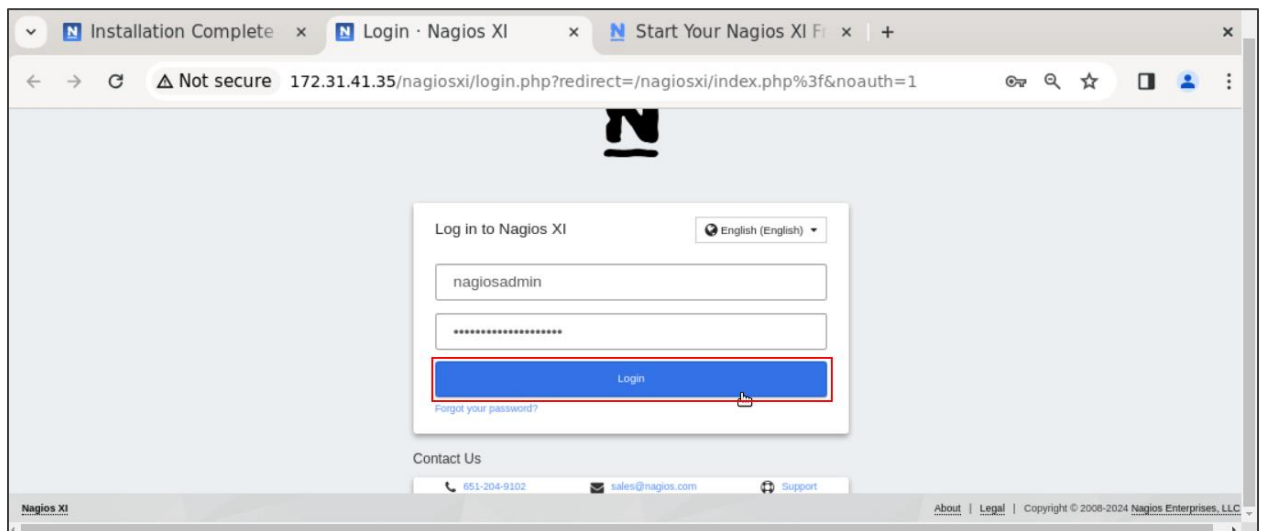 Installation Complete Login · Nagios XI Start Your Nagios XI Fr
Not secure 172.31.41.35/nagiosxi/login.php?redirect=/nagiosxi/index.php%3f&noauth=1
N
Log in to Nagios XI English (English)
nagiosadmin
••••••••••••••••••••
Login
Forgot your password?
Contact Us
651-204-9102 sales@nagios.com Support
Nagios XI About | Legal | Copyright © 2008-2024 Nagios Enterprises, LLC